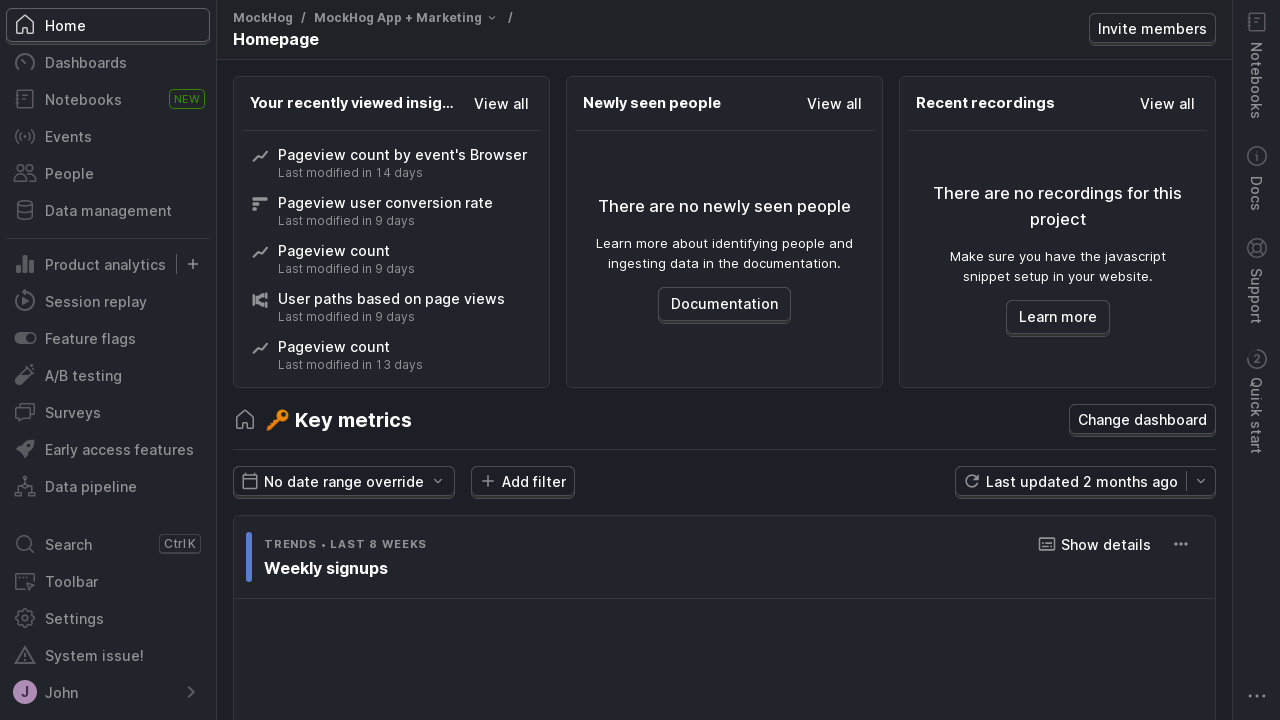 Home
Dashboards
Notebooks NEW
Events
People
Data management
Product analytics
Session replay
Feature flags
A/B testing
Surveys
Early access features
Data pipeline
Search Ctrl K
Toolbar
Settings
System issue!
J John
MockHog / MockHog App + Marketing /
Homepage
Invite members
Your recently viewed insig... View all
Pageview count by event's Browser
Last modified in 14 days
Pageview user conversion rate
Last modified in 9 days
Pageview count
Last modified in 9 days
User paths based on page views
Last modified in 9 days
Pageview count
Last modified in 13 days
Newly seen people View all
There are no newly seen people
Learn more about identifying people and
ingesting data in the documentation.
Documentation
Recent recordings View all
There are no recordings for this
project
Make sure you have the javascript
snippet setup in your website.
Learn more
🔑 Key metrics
Change dashboard
No date range override
Add filter
Last updated 2 months ago
TRENDS • LAST 8 WEEKS
Weekly signups
Show details
Notebooks
Docs
Support
2
Quick start